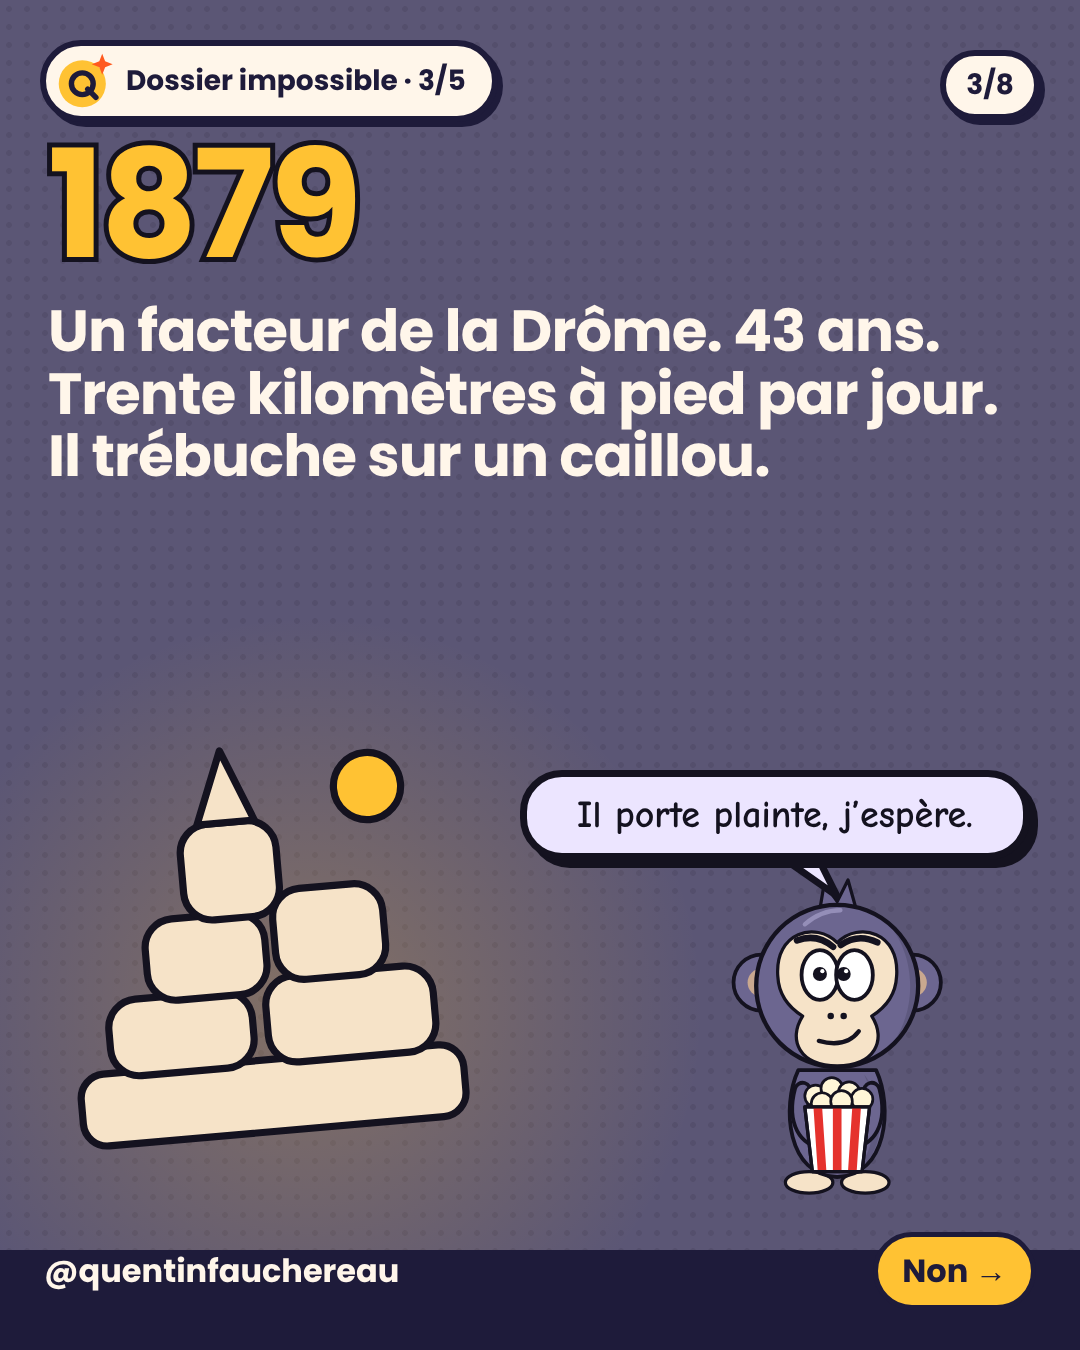 Dossier impossible · 3/5
3/8
1879
Un facteur de la Drôme. 43 ans.
Trente kilomètres à pied par jour.
Il trébuche sur un caillou.
Il porte plainte, j’espère.
@quentinfauchereau
Non →